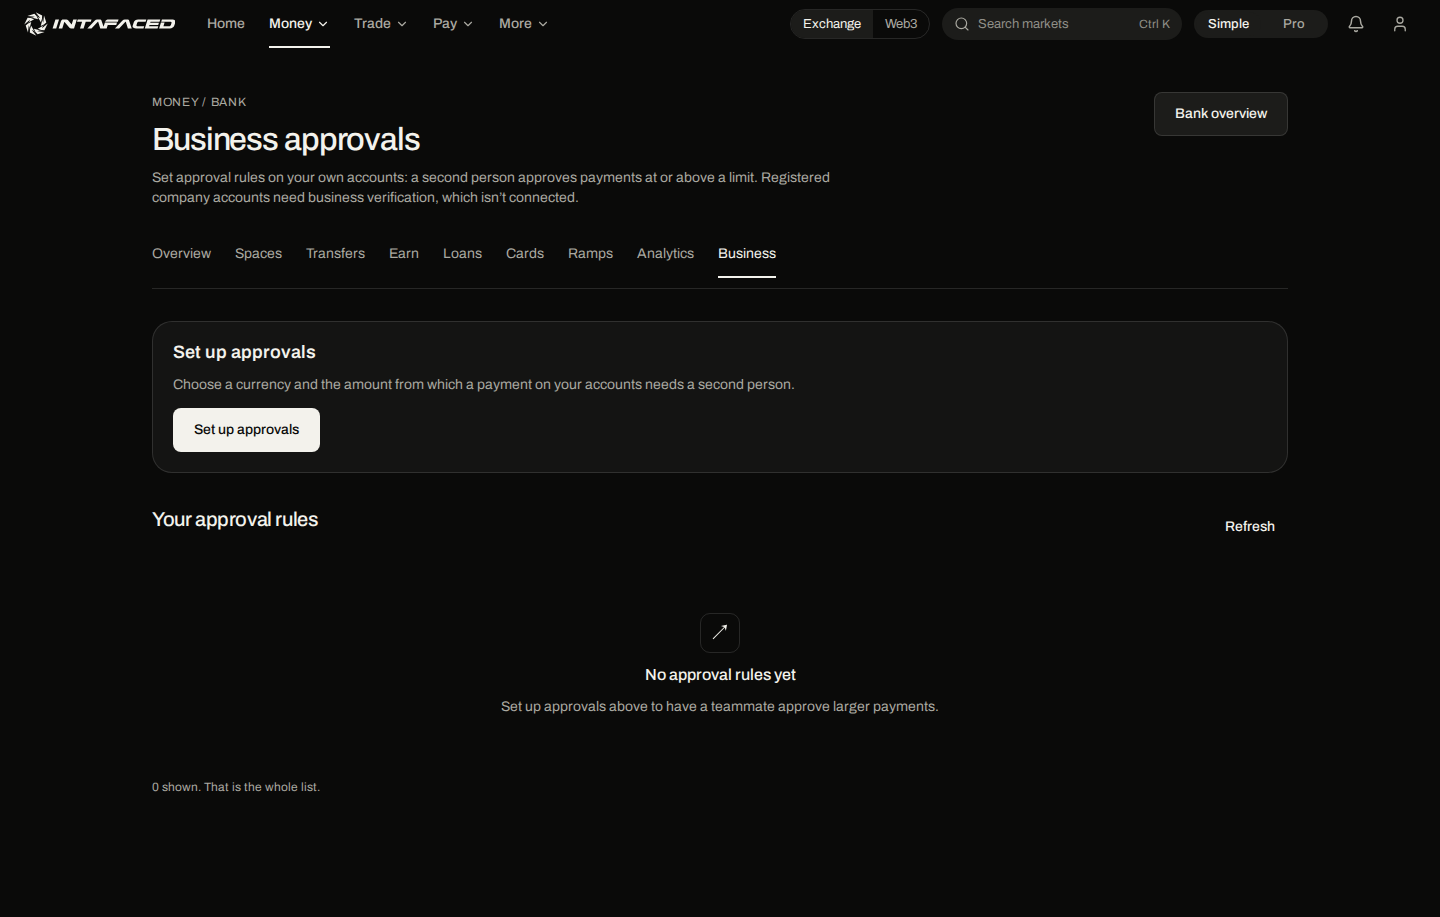 INTAFACED
Home
Money
Trade
Pay
More
Exchange
Web3
Search markets
Ctrl K
Simple
Pro
MONEY / BANK
Bank overview
Business approvals
Set approval rules on your own accounts: a second person approves payments at or above a limit. Registered
company accounts need business verification, which isn't connected.
Overview
Spaces
Transfers
Earn
Loans
Cards
Ramps
Analytics
Business
Set up approvals
Choose a currency and the amount from which a payment on your accounts needs a second person.
Set up approvals
Your approval rules
Refresh
No approval rules yet
Set up approvals above to have a teammate approve larger payments.
0 shown. That is the whole list.